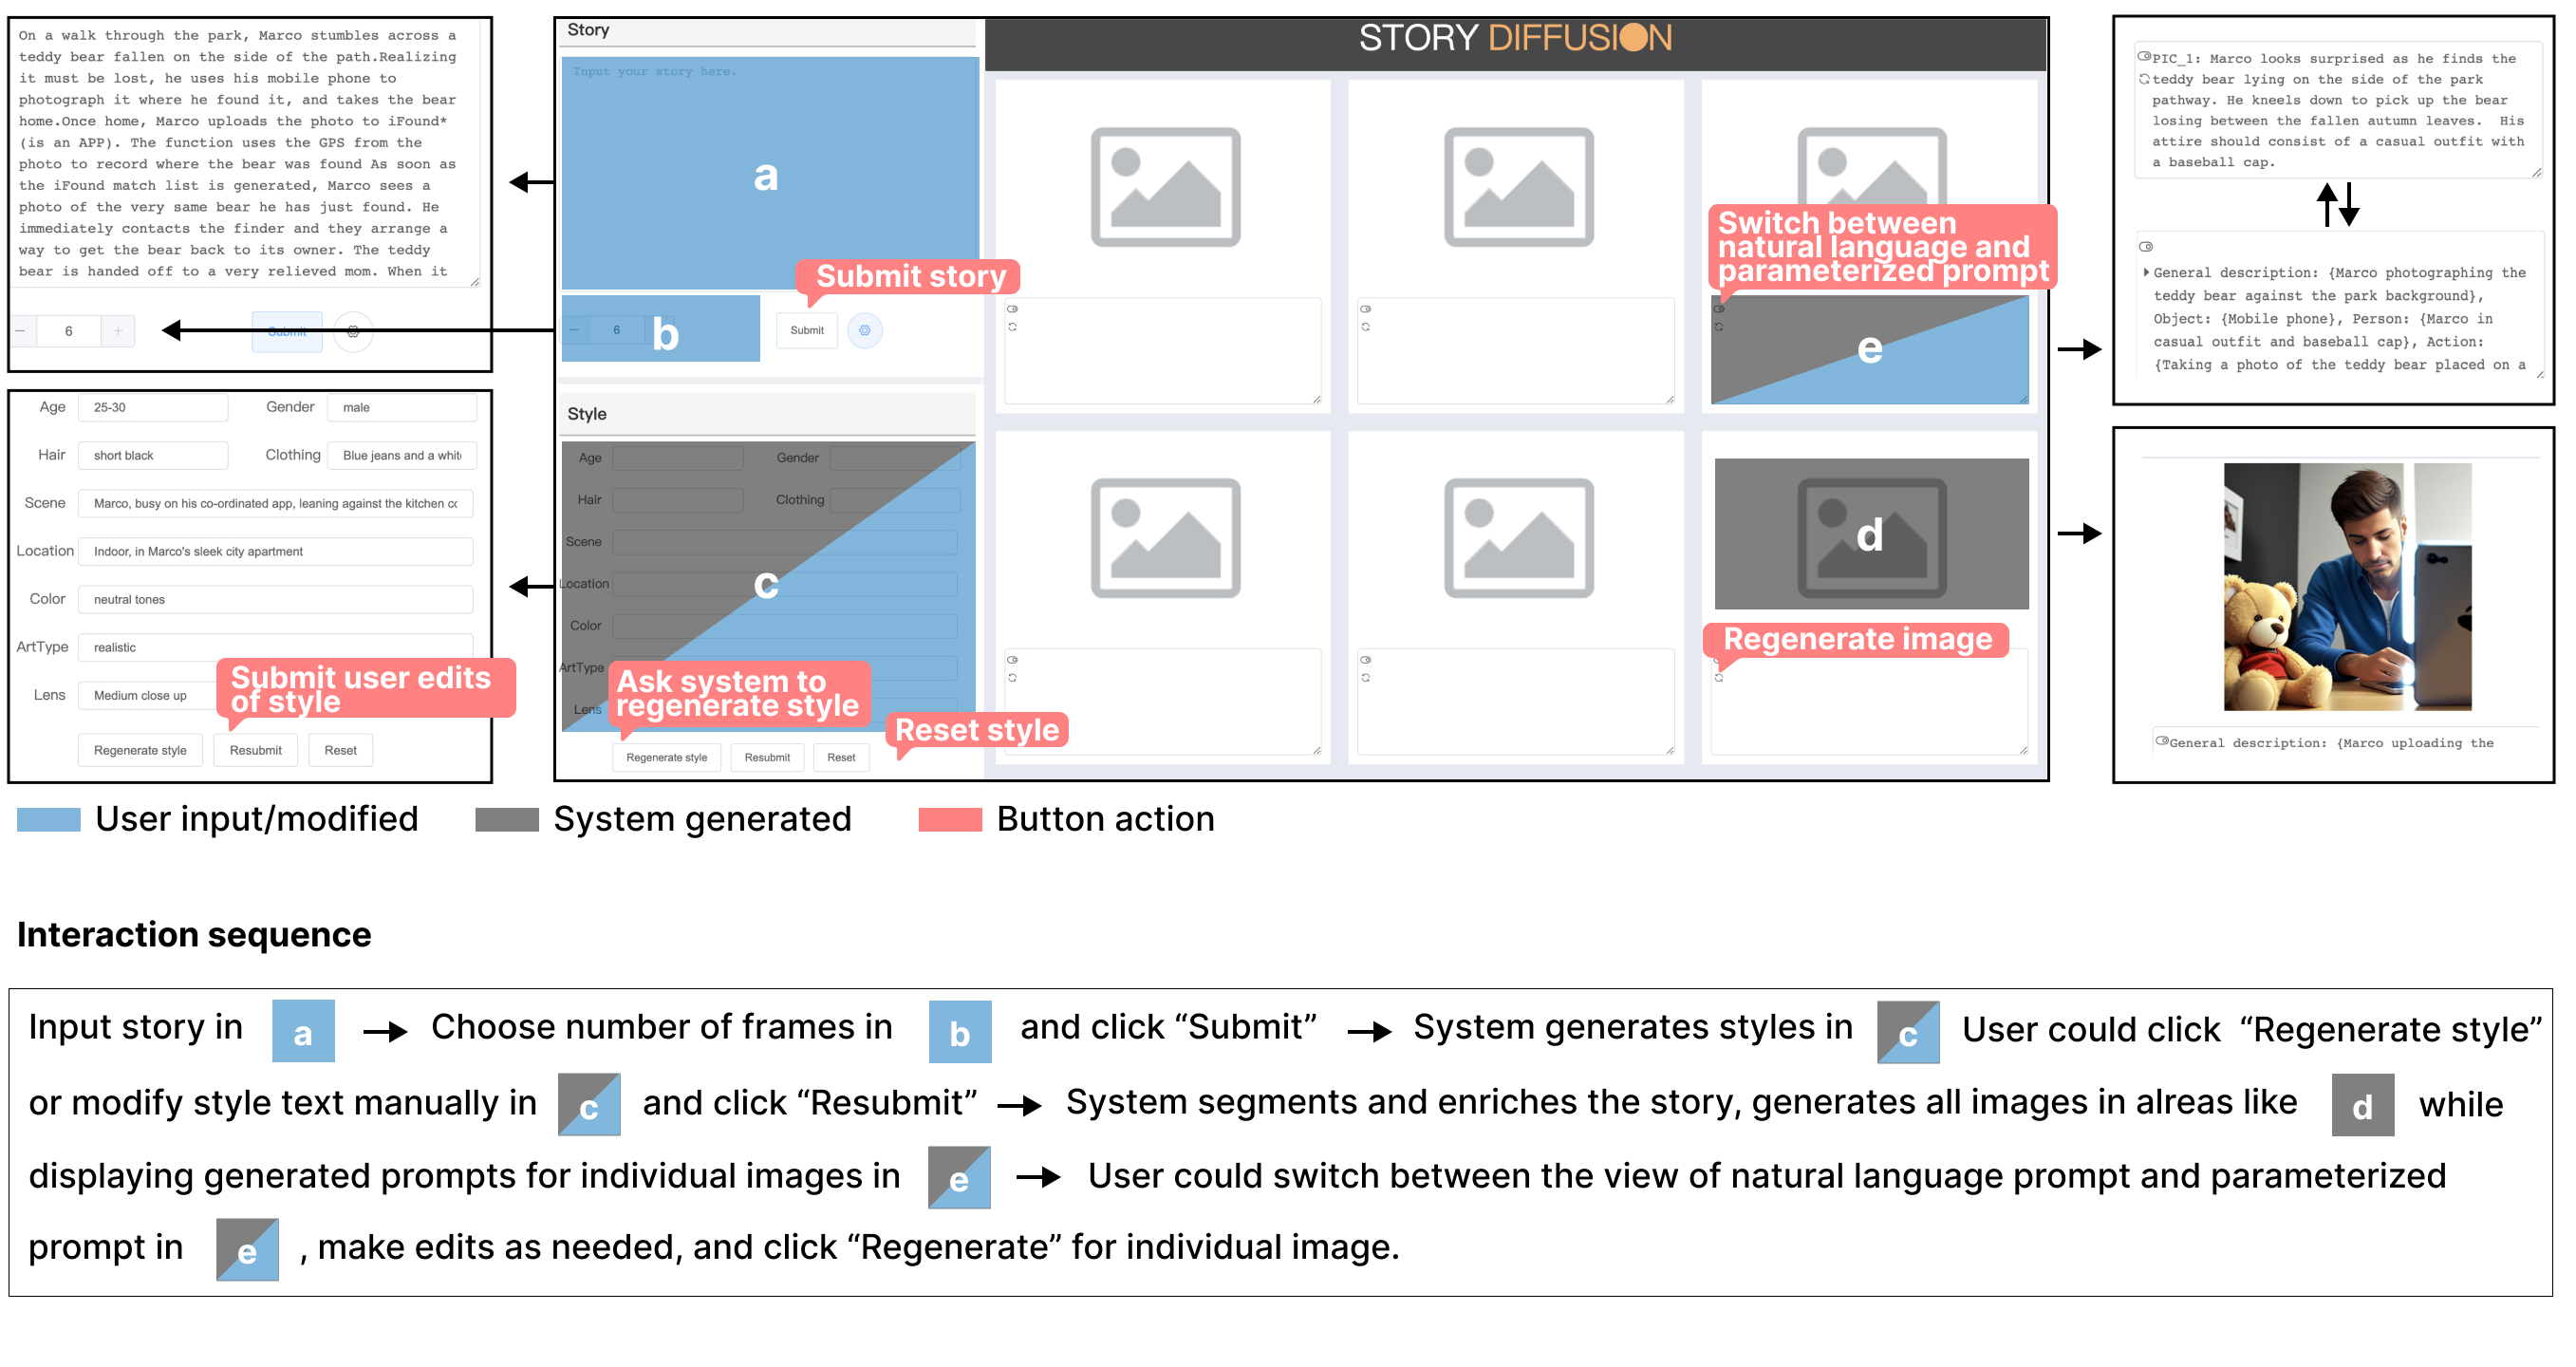 On a walk through the park, Marco stumbles across a
teddy bear fallen on the side of the path.Realizing
it must be lost, he uses his mobile phone to
photograph it where he found it, and takes the bear
home.Once home, Marco uploads the photo to iFound*
(is an APP). The function uses the GPS from the
photo to record where the bear was found As soon as
the iFound match list is generated, Marco sees a
photo of the very same bear he has just found. He
immediately contacts the finder and they arrange a
way to get the bear back to its owner. The teddy
bear is handed off to a very relieved mom. When it
− 6 +
Submit
Age 25-30 Gender male
Hair short black Clothing Blue jeans and a whit
Scene Marco, busy on his co-ordinated app, leaning against the kitchen co
Location Indoor, in Marco's sleek city apartment
Color neutral tones
ArtType realistic
Lens Medium close up
Submit user edits
of style
Regenerate style Resubmit Reset
Story
Input your story here.
a
Submit story
− 6
b
Submit
Style
Age Gender
Hair Clothing
Scene
Location
c
Color
ArtType
Lens
Ask system to
regenerate style
Reset style
Regenerate style Resubmit Reset
STORY DIFFUSION
Switch between
natural language and
parameterized prompt
e
d
Regenerate image
PIC_1: Marco looks surprised as he finds the
teddy bear lying on the side of the park
pathway. He kneels down to pick up the bear
losing between the fallen autumn leaves. His
attire should consist of a casual outfit with
a baseball cap.
General description: {Marco photographing the
teddy bear against the park background},
Object: {Mobile phone}, Person: {Marco in
casual outfit and baseball cap}, Action:
{Taking a photo of the teddy bear placed on a
General description: {Marco uploading the
User input/modified
System generated
Button action
Interaction sequence
Input story in a → Choose number of frames in b and click “Submit” → System generates styles in c User could click “Regenerate style”
or modify style text manually in c and click “Resubmit” → System segments and enriches the story, generates all images in alreas like d while
displaying generated prompts for individual images in e → User could switch between the view of natural language prompt and parameterized
prompt in e , make edits as needed, and click “Regenerate” for individual image.